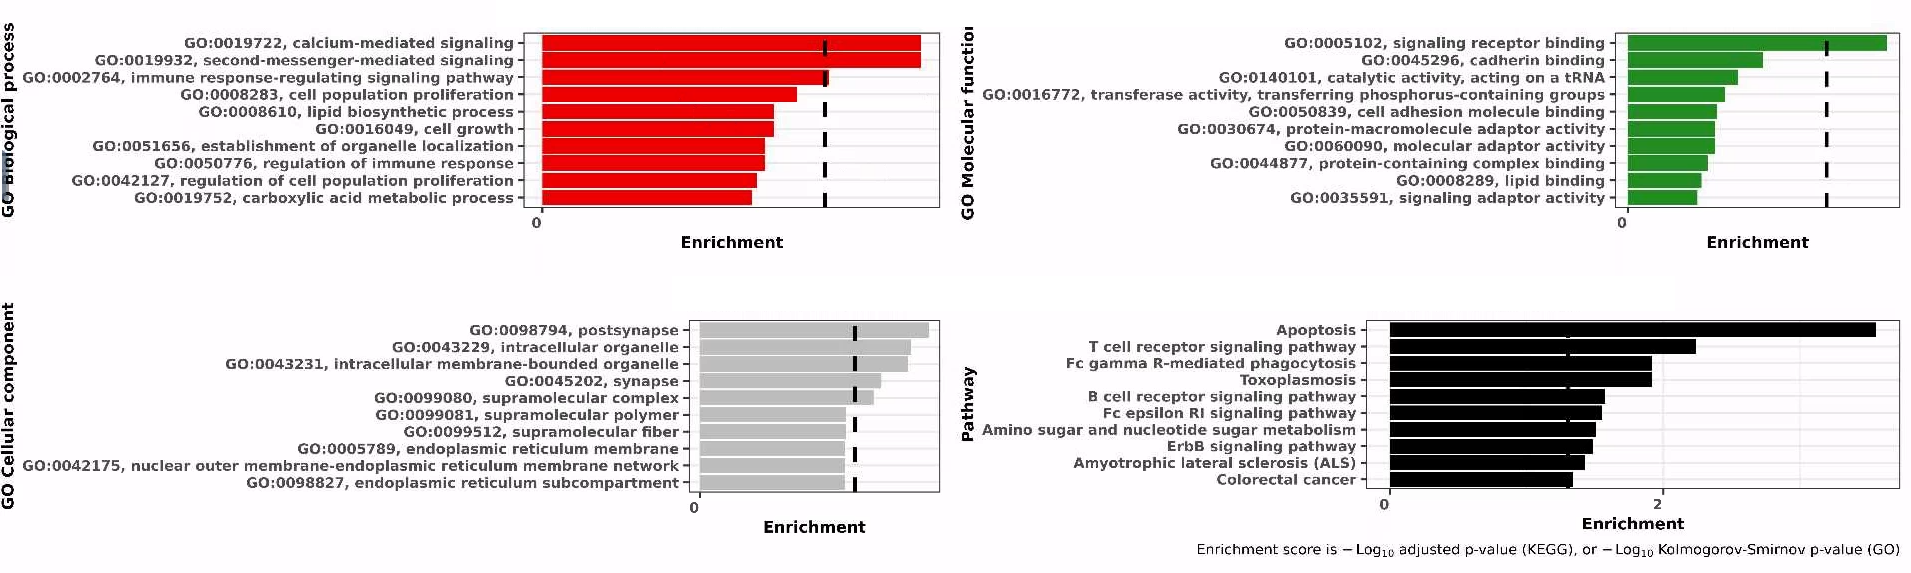 GO Biological process
GO:0019722, calcium-mediated signaling
GO:0019932, second-messenger-mediated signaling
GO:0002764, immune response-regulating signaling pathway
GO:0008283, cell population proliferation
GO:0008610, lipid biosynthetic process
GO:0016049, cell growth
GO:0051656, establishment of organelle localization
GO:0050776, regulation of immune response
GO:0042127, regulation of cell population proliferation
GO:0019752, carboxylic acid metabolic process
0
Enrichment
GO Molecular function
GO:0005102, signaling receptor binding
GO:0045296, cadherin binding
GO:0140101, catalytic activity, acting on a tRNA
GO:0016772, transferase activity, transferring phosphorus-containing groups
GO:0050839, cell adhesion molecule binding
GO:0030674, protein-macromolecule adaptor activity
GO:0060090, molecular adaptor activity
GO:0044877, protein-containing complex binding
GO:0008289, lipid binding
GO:0035591, signaling adaptor activity
0
Enrichment
GO Cellular component
GO:0098794, postsynapse
GO:0043229, intracellular organelle
GO:0043231, intracellular membrane-bounded organelle
GO:0045202, synapse
GO:0099080, supramolecular complex
GO:0099081, supramolecular polymer
GO:0099512, supramolecular fiber
GO:0005789, endoplasmic reticulum membrane
GO:0042175, nuclear outer membrane-endoplasmic reticulum membrane network
GO:0098827, endoplasmic reticulum subcompartment
0
Enrichment
Pathway
Apoptosis
T cell receptor signaling pathway
Fc gamma R-mediated phagocytosis
Toxoplasmosis
B cell receptor signaling pathway
Fc epsilon RI signaling pathway
Amino sugar and nucleotide sugar metabolism
ErbB signaling pathway
Amyotrophic lateral sclerosis (ALS)
Colorectal cancer
0 2
Enrichment
Enrichment score is −Log₁₀ adjusted p-value (KEGG), or −Log₁₀ Kolmogorov-Smirnov p-value (GO)